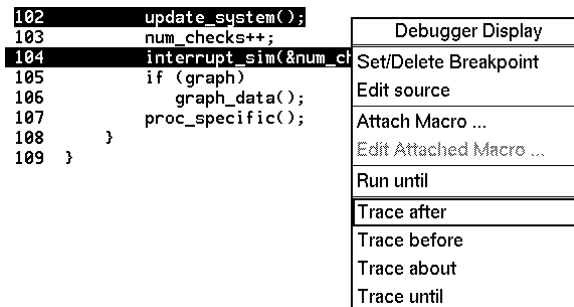 102 update_system();
103 num_checks++;
104 interrupt_sim(&num_ch
105 if (graph)
106 graph_data();
107 proc_specific();
108 }
109 }
Debugger Display
Set/Delete Breakpoint
Edit source
Attach Macro ...
Edit Attached Macro ...
Run until
Trace after
Trace before
Trace about
Trace until